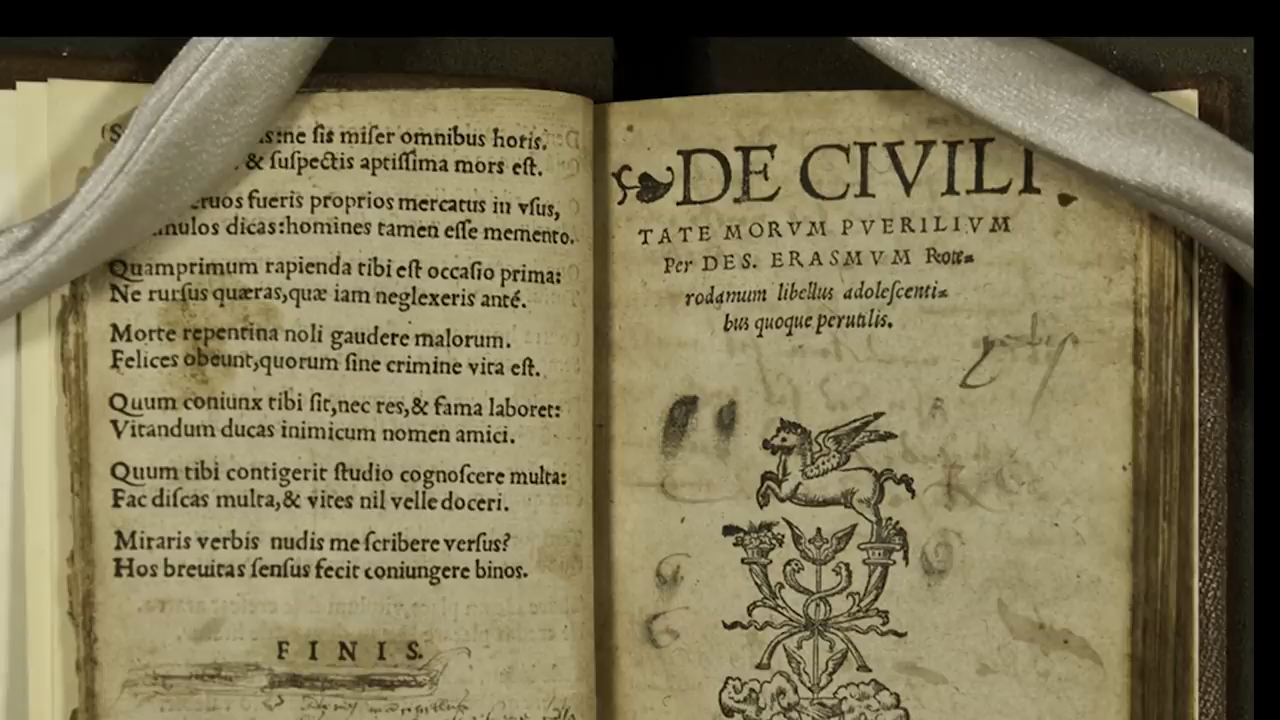 :ne ſis miſer omnibus horis.
& ſuſpectis aptiſſima mors eſt.
fueris proprios mercatus in vſus,
dicas:homines tamen eſſe memento.
Quamprimum rapienda tibi eſt occaſio prima:
Ne rurſus quæras,quæ iam neglexeris anté.
Morte repentina noli gaudere malorum.
Felices obeunt,quorum ſine crimine vita eſt.
Quum coniunx tibi ſit,nec res,& fama laboret:
Vitandum ducas inimicum nomen amici.
Quum tibi contigerit ſtudio cognoſcere multa:
Fac diſcas multa,& vites nil velle doceri.
Miraris verbis nudis me ſcribere verſus?
Hos breuitas ſenſus fecit coniungere binos.
FINIS.
DE CIVILI
TATE MORVM PVERILIVM
Per DES. ERASMVM Rote=
rodamum libellus adoleſcenti=
bus quoque perutilis.